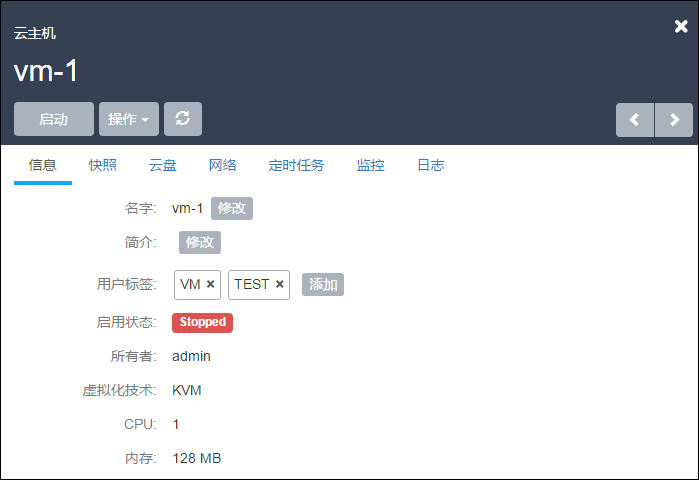 云主机
vm-1
启动 操作
信息 快照 云盘 网络 定时任务 监控 日志
名字: vm-1 修改
简介: 修改
用户标签: VM × TEST × 添加
启用状态: Stopped
所有者: admin
虚拟化技术: KVM
CPU: 1
内存: 128 MB